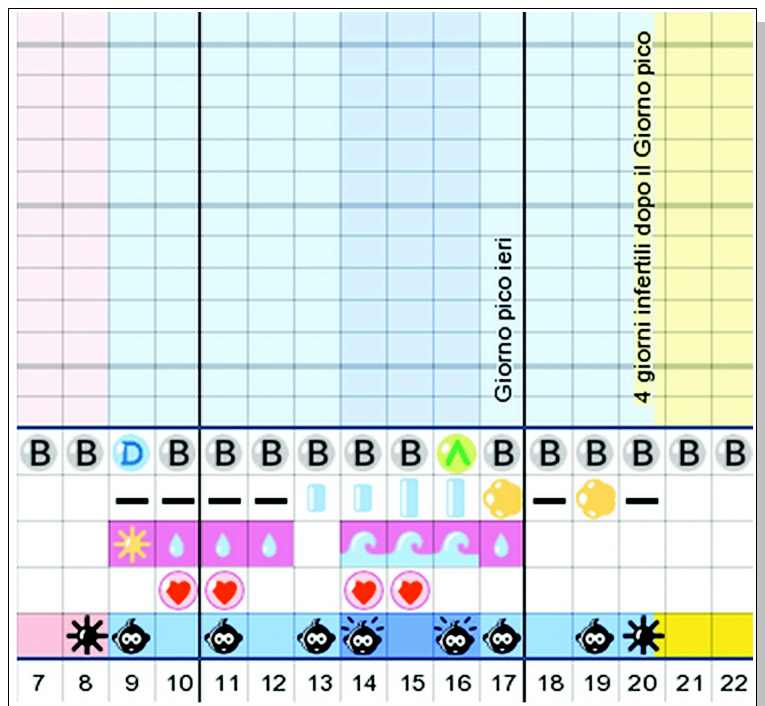 Giorno pico ieri
4 giorni infertili dopo il Giorno pico
B B D B B B B B B Λ B B B B B B
7 8 9 10 11 12 13 14 15 16 17 18 19 20 21 22